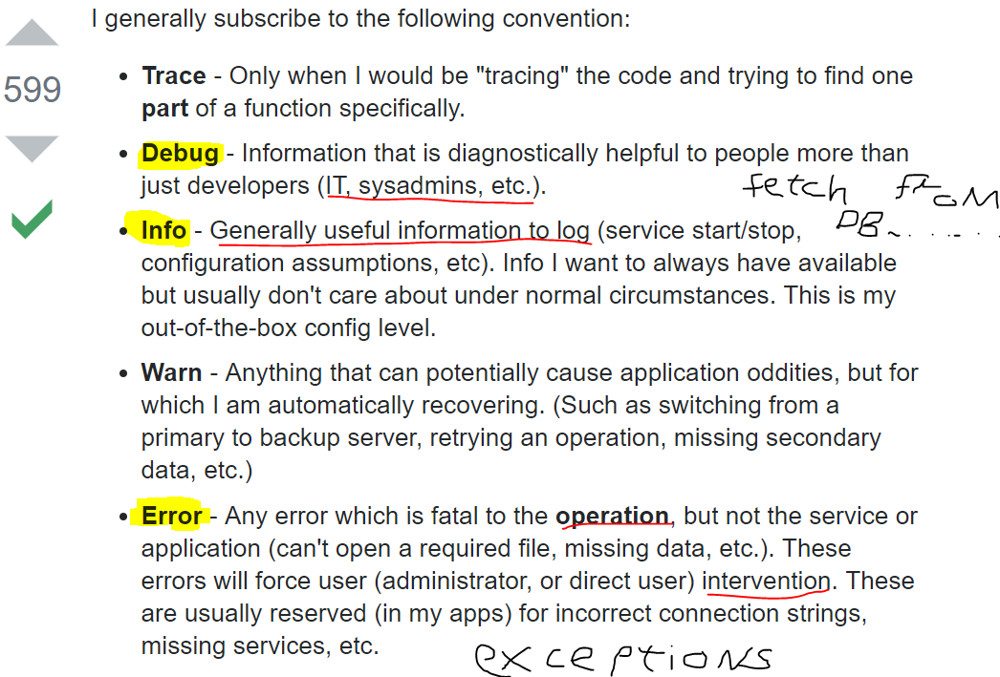 I generally subscribe to the following convention:
599
• Trace - Only when I would be "tracing" the code and trying to find one
part of a function specifically.
• Debug - Information that is diagnostically helpful to people more than
just developers (IT, sysadmins, etc.).
fetch from
• Info - Generally useful information to log (service start/stop,
DB~.......
configuration assumptions, etc). Info I want to always have available
but usually don't care about under normal circumstances. This is my
out-of-the-box config level.
• Warn - Anything that can potentially cause application oddities, but for
which I am automatically recovering. (Such as switching from a
primary to backup server, retrying an operation, missing secondary
data, etc.)
• Error - Any error which is fatal to the operation, but not the service or
application (can't open a required file, missing data, etc.). These
errors will force user (administrator, or direct user) intervention. These
are usually reserved (in my apps) for incorrect connection strings,
missing services, etc.
exceptions